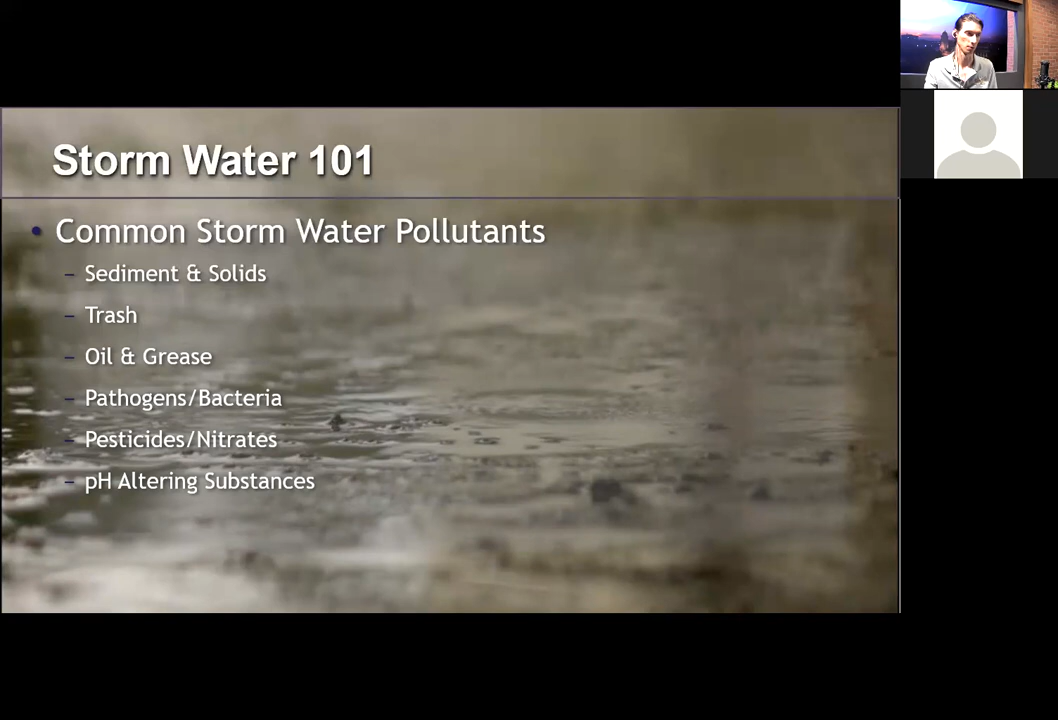 Storm Water 101
• Common Storm Water Pollutants
– Sediment & Solids
– Trash
– Oil & Grease
– Pathogens/Bacteria
– Pesticides/Nitrates
– pH Altering Substances